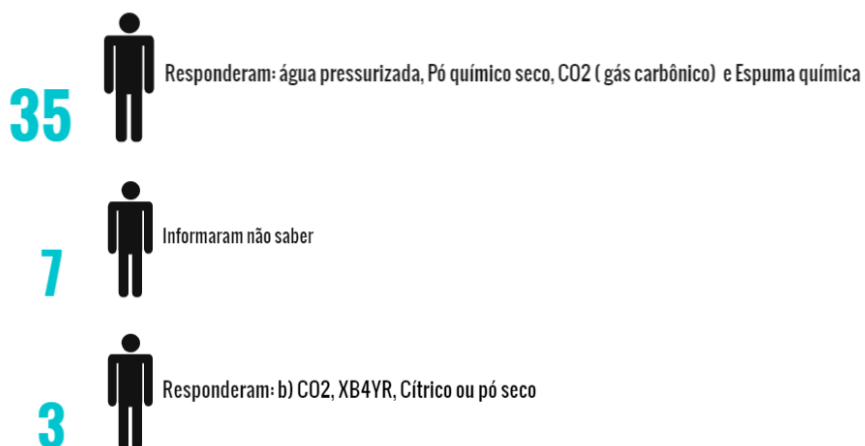 Responderam: água pressurizada, Pó químico seco, CO2 ( gás carbônico) e Espuma química
35
Informaram não saber
7
Responderam: b) CO2, XB4YR, Cítrico ou pó seco
3